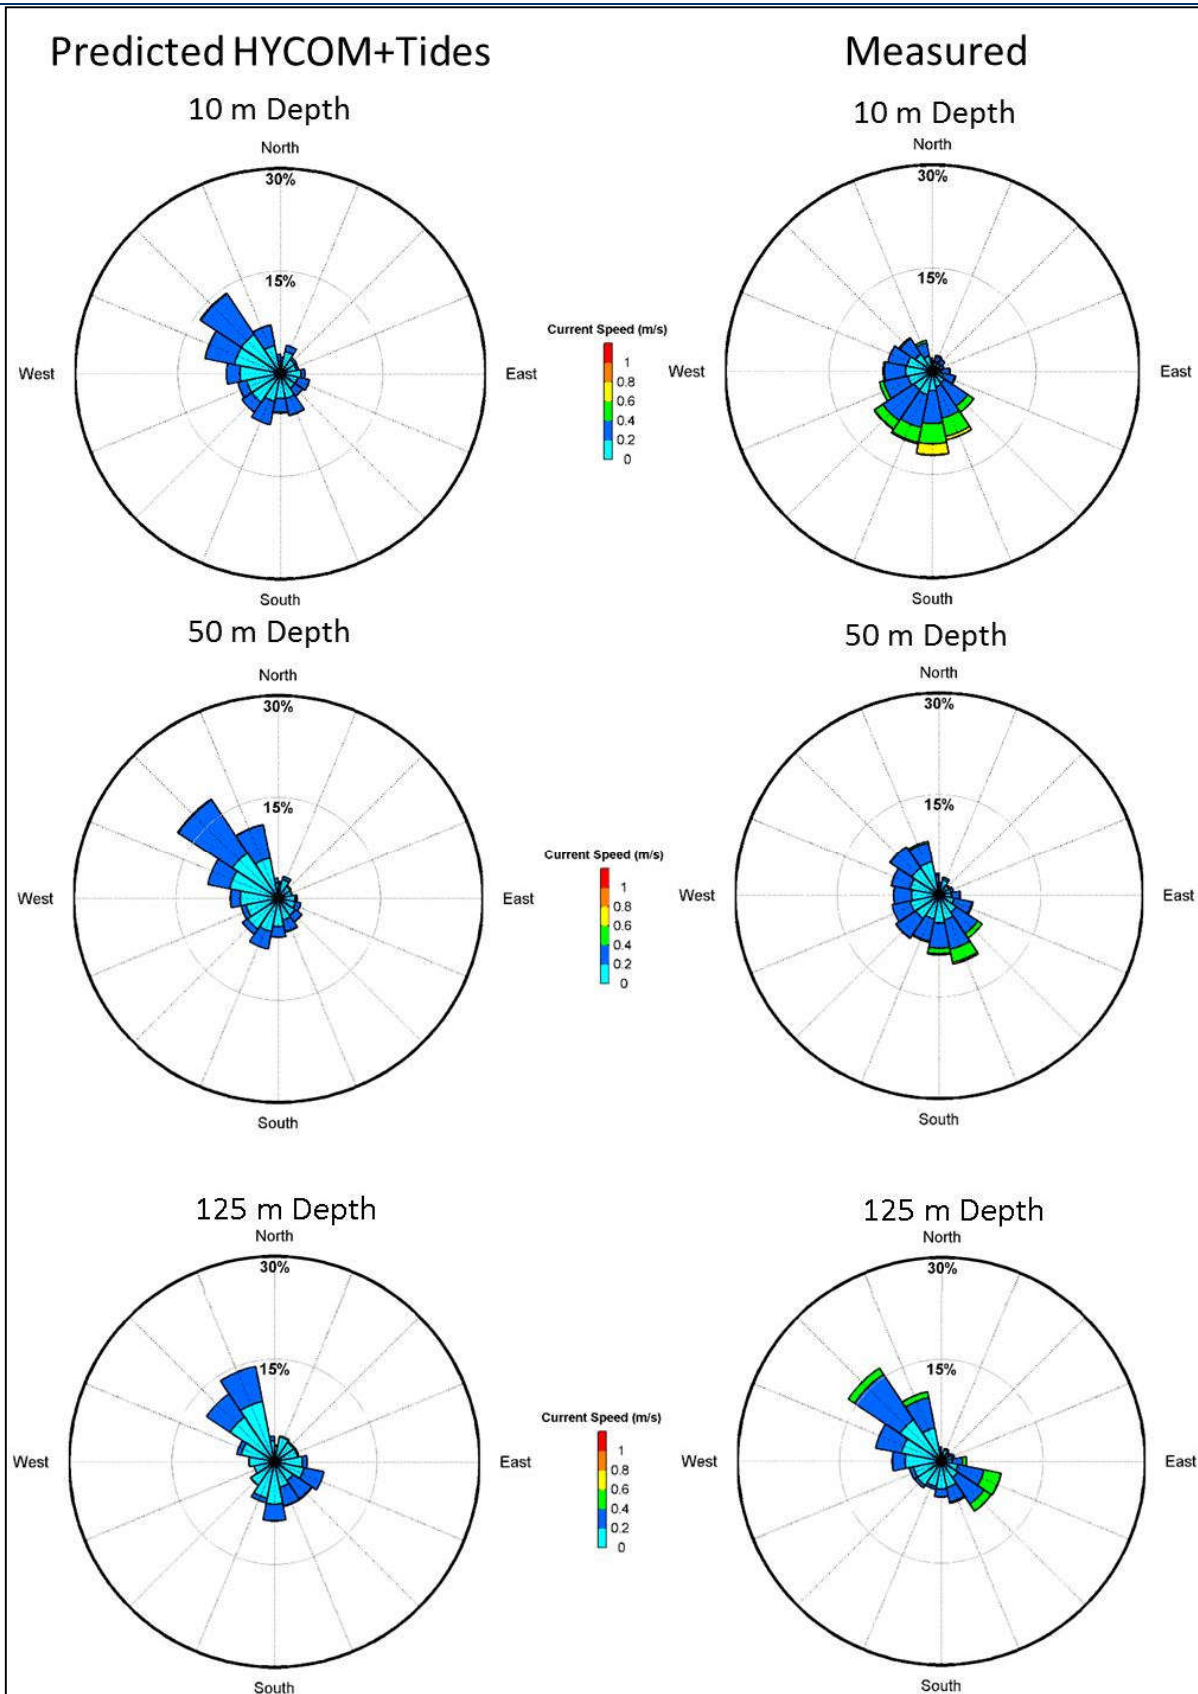 Predicted HYCOM+Tides
Measured
10 m Depth
10 m Depth
North
30%
15%
West
East
South
Current Speed (m/s)
1
0.8
0.6
0.4
0.2
0
North
30%
15%
West
East
South
50 m Depth
50 m Depth
North
30%
15%
West
East
South
Current Speed (m/s)
1
0.8
0.6
0.4
0.2
0
North
30%
15%
West
East
South
125 m Depth
125 m Depth
North
30%
15%
West
East
South
Current Speed (m/s)
1
0.8
0.6
0.4
0.2
0
North
30%
15%
West
East
South